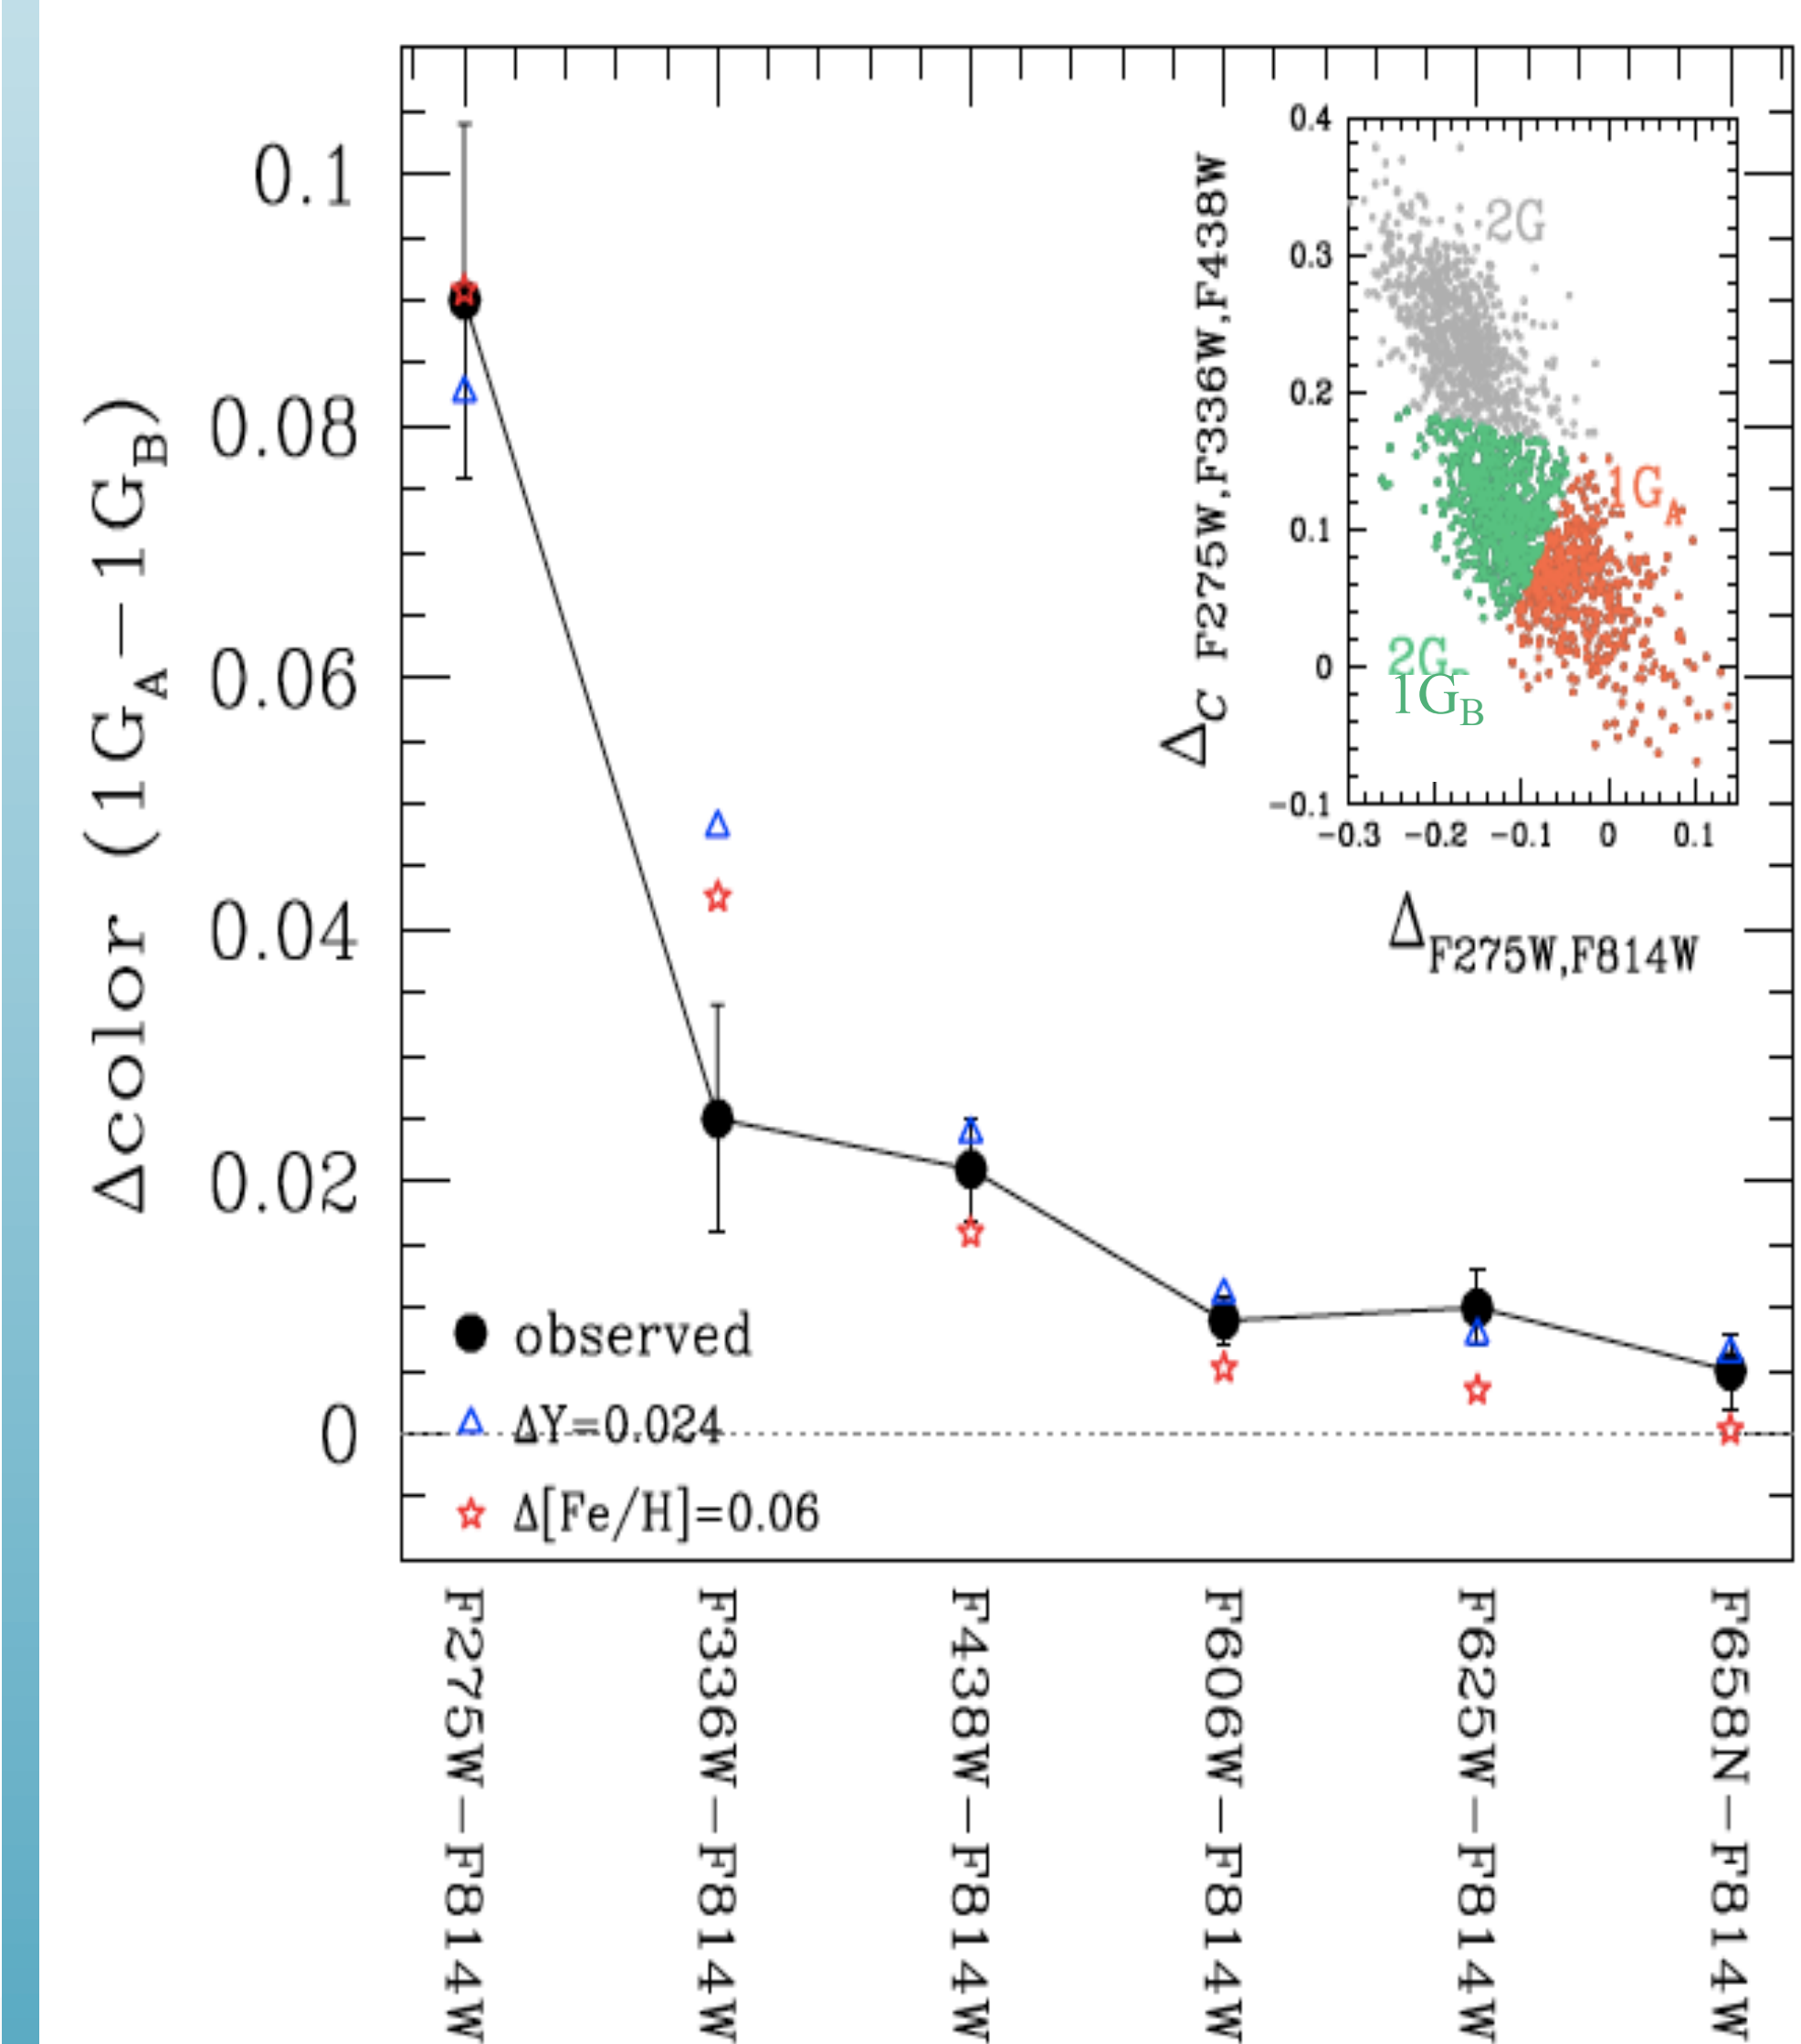 Δcolor (1G_A−1G_B)
0.1
0.08
0.06
0.04
0.02
0
observed
ΔY=0.024
Δ[Fe/H]=0.06
F275W−F814W
F336W−F814W
F438W−F814W
F606W−F814W
F625W−F814W
F658N−F814W
Δ_C F275W,F336W,F438W
0.4
0.3
0.2
0.1
0
−0.1
−0.3 −0.2 −0.1 0 0.1
2G
1G_A
2G
1G_B
Δ_F275W,F814W